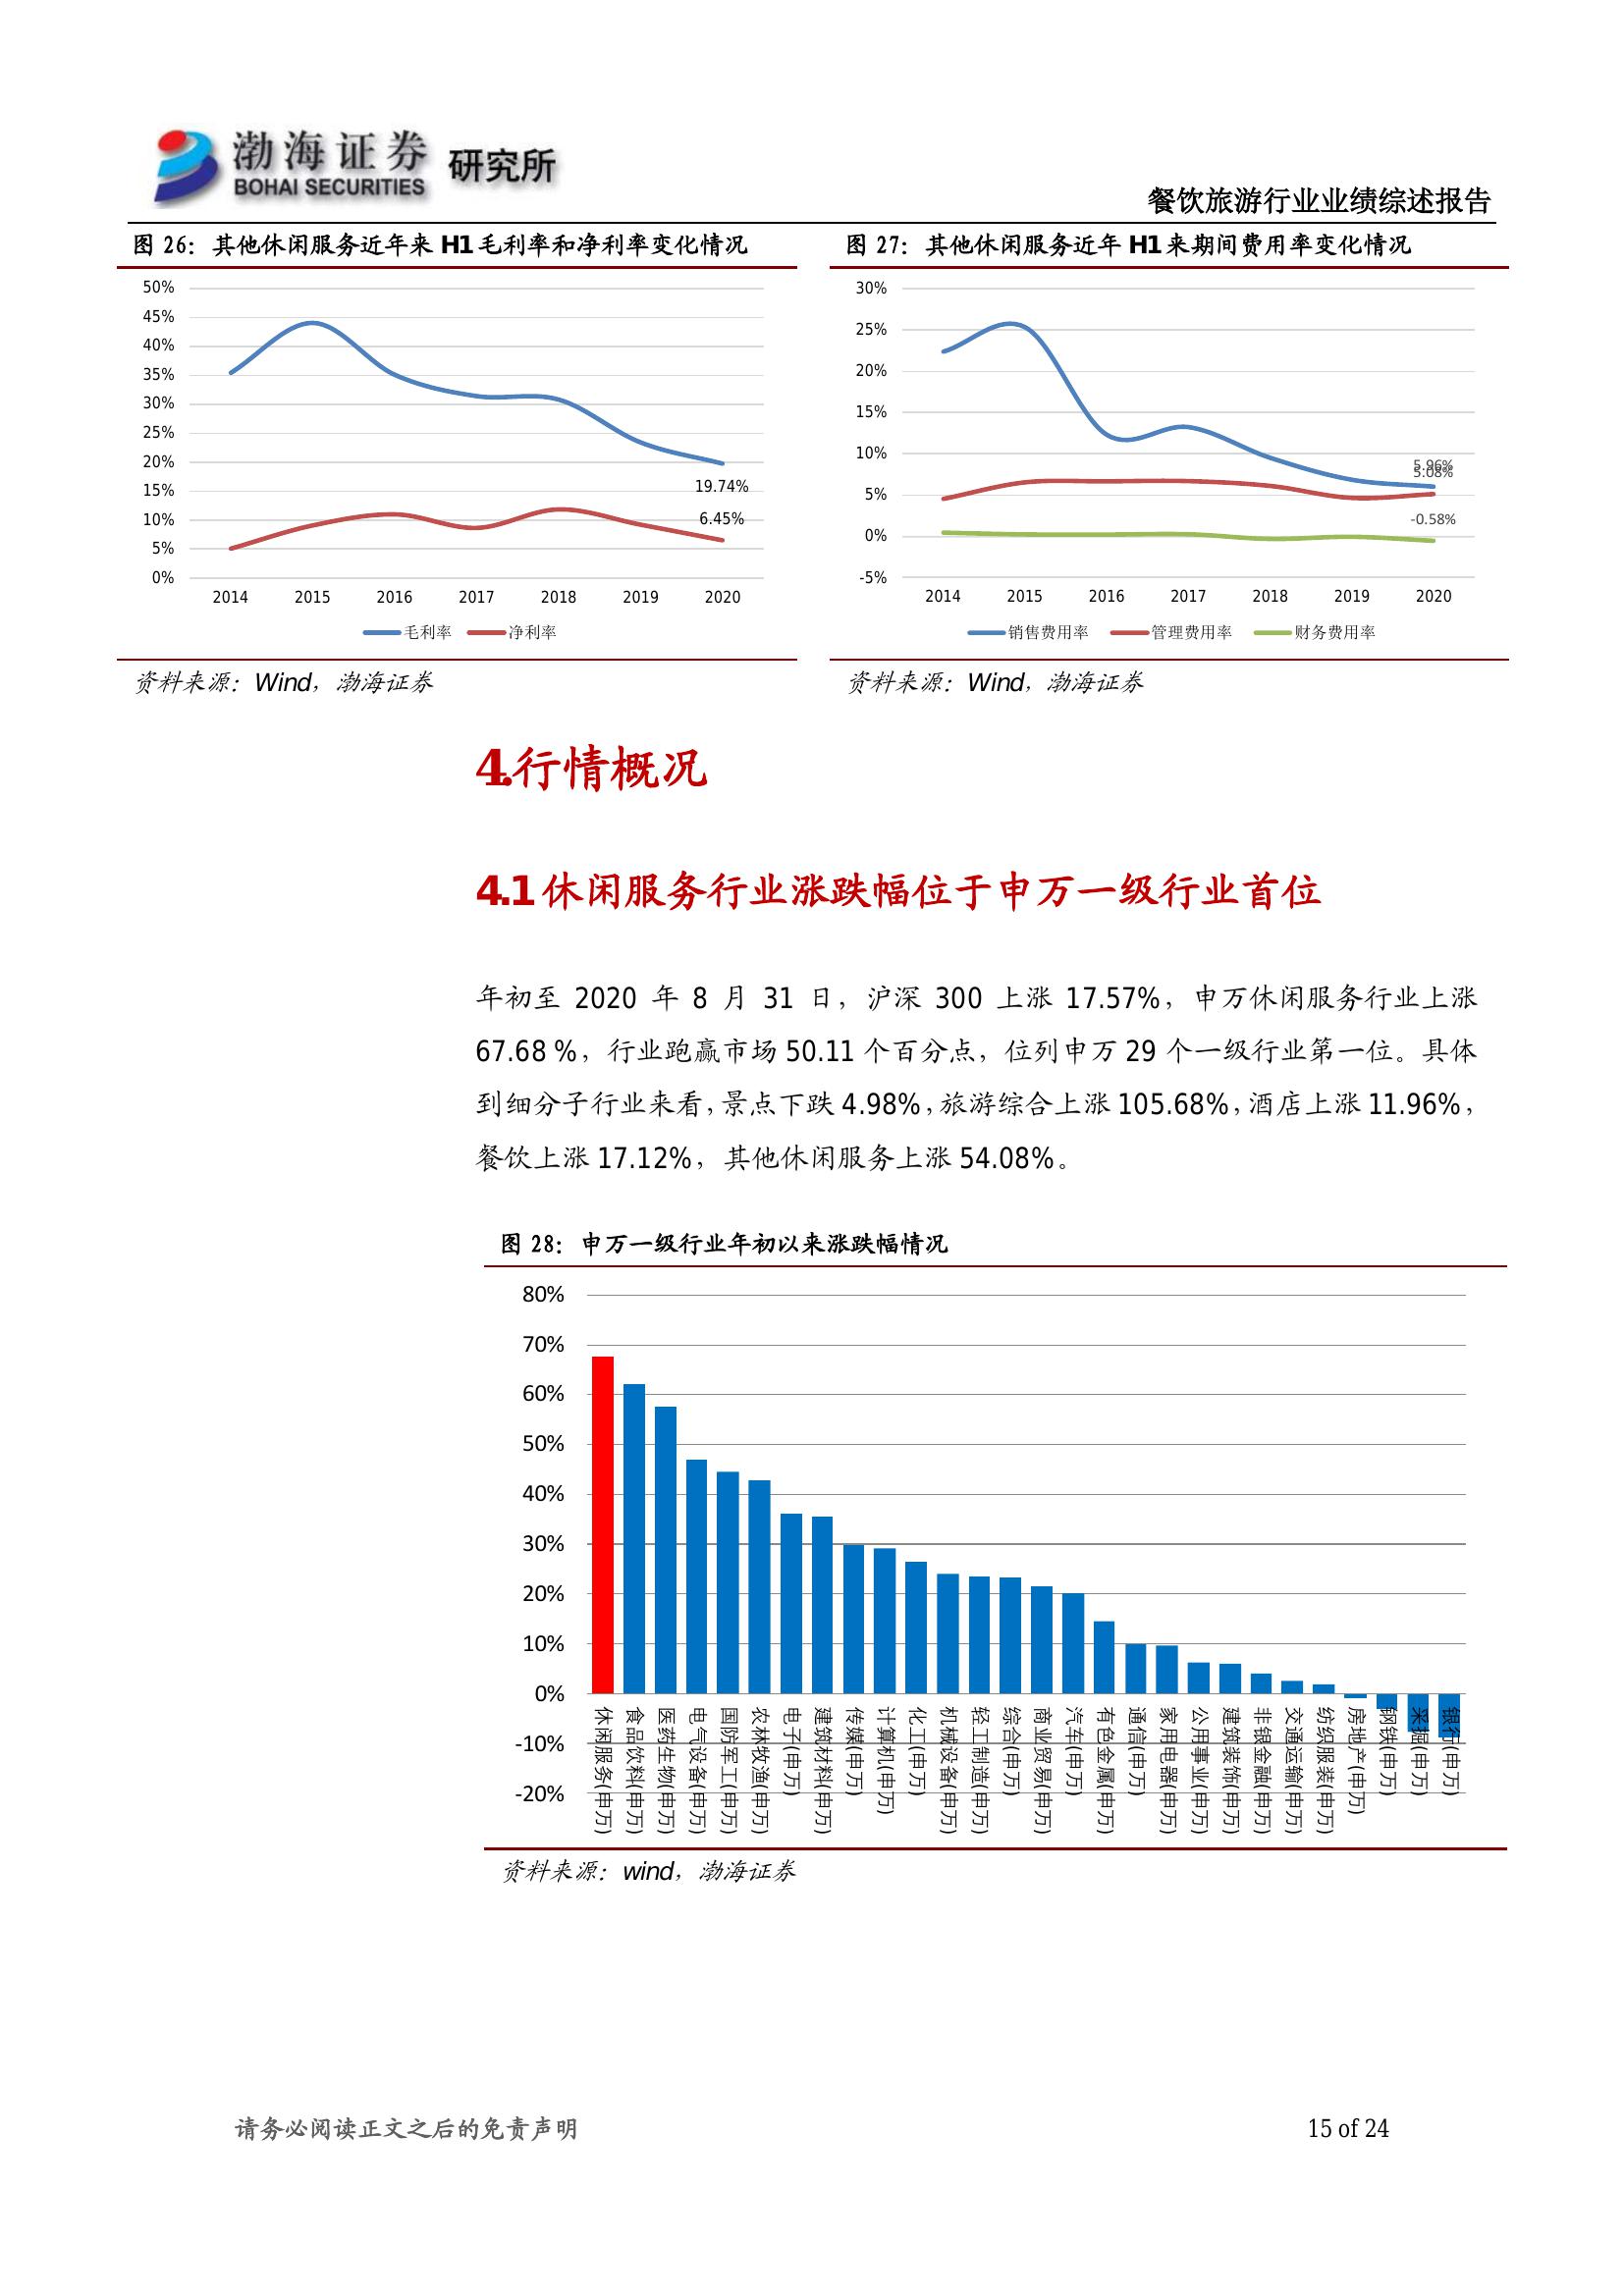 渤海证券 研究所
BOHAI SECURITIES
餐饮旅游行业业绩综述报告
图 26：其他休闲服务近年来 H1 毛利率和净利率变化情况
50%
45%
40%
35%
30%
25%
20%
15%
10%
5%
0%
19.74%
6.45%
2014 2015 2016 2017 2018 2019 2020
毛利率 净利率
资料来源：Wind，渤海证券
图 27：其他休闲服务近年 H1 来期间费用率变化情况
30%
25%
20%
15%
10%
5%
0%
-5%
5.96%
5.08%
-0.58%
2014 2015 2016 2017 2018 2019 2020
销售费用率 管理费用率 财务费用率
资料来源：Wind，渤海证券
4.行情概况
4.1 休闲服务行业涨跌幅位于申万一级行业首位
年初至 2020 年 8 月 31 日，沪深 300 上涨 17.57%，申万休闲服务行业上涨
67.68 %，行业跑赢市场 50.11 个百分点，位列申万 29 个一级行业第一位。具体
到细分子行业来看，景点下跌 4.98%，旅游综合上涨 105.68%，酒店上涨 11.96%，
餐饮上涨 17.12%，其他休闲服务上涨 54.08%。
图 28：申万一级行业年初以来涨跌幅情况
80%
70%
60%
50%
40%
30%
20%
10%
0%
-10%
-20%
休闲服务(申万)
食品饮料(申万)
医药生物(申万)
电气设备(申万)
国防军工(申万)
农林牧渔(申万)
电子(申万)
建筑材料(申万)
传媒(申万)
计算机(申万)
化工(申万)
机械设备(申万)
轻工制造(申万)
综合(申万)
商业贸易(申万)
汽车(申万)
有色金属(申万)
通信(申万)
家用电器(申万)
公用事业(申万)
建筑装饰(申万)
非银金融(申万)
交通运输(申万)
纺织服装(申万)
房地产(申万)
钢铁(申万)
采掘(申万)
银行(申万)
资料来源：wind，渤海证券
请务必阅读正文之后的免责声明
15 of 24